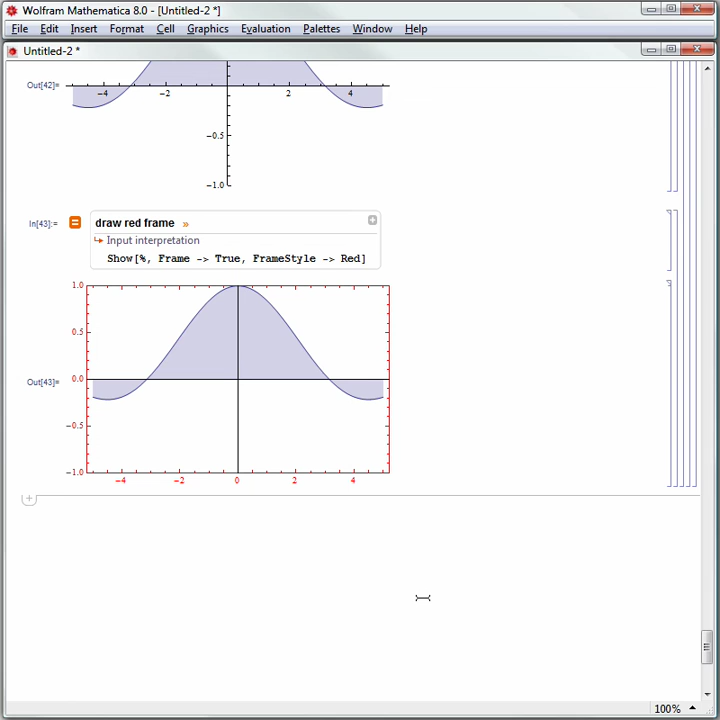 Wolfram Mathematica 8.0 - [Untitled-2 *]
File Edit Insert Format Cell Graphics Evaluation Palettes Window Help
Untitled-2 *
Out[42]=
-4 -2 2 4
-0.5
-1.0
In[43]:= draw red frame »
Input interpretation
Show[%, Frame -> True, FrameStyle -> Red]
1.0
0.5
Out[43]= 0.0
-0.5
-1.0
-4 -2 0 2 4
100%